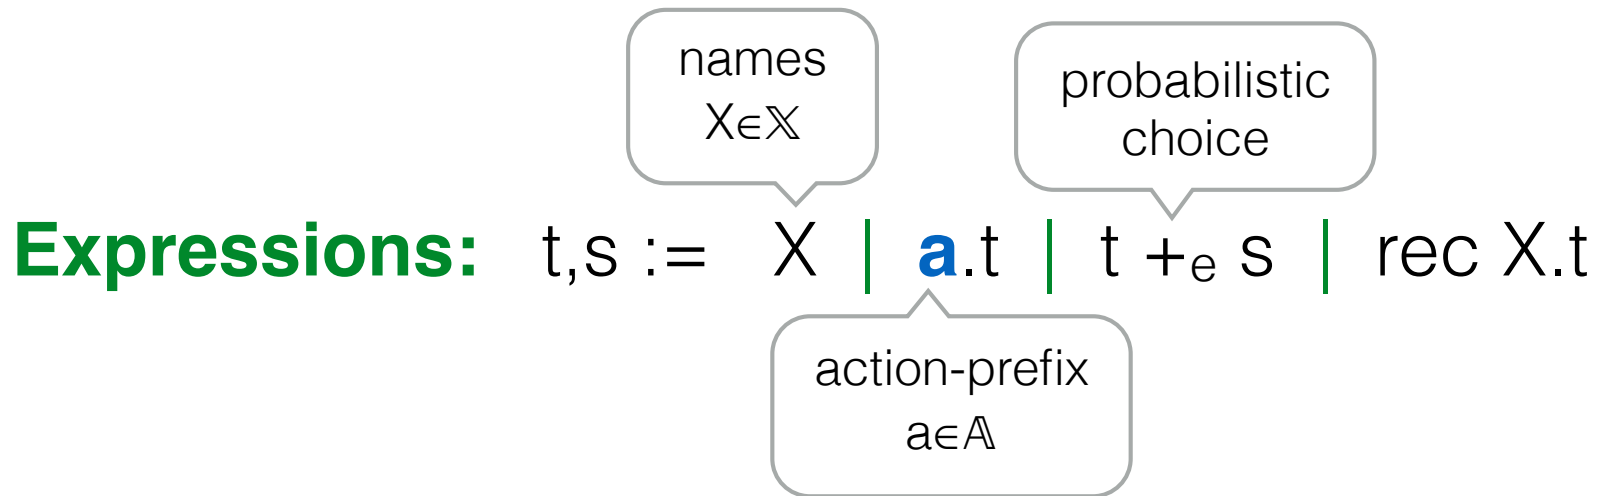 names
X∈𝕏
probabilistic
choice
Expressions: t,s := X | a.t | t +ₑ s | rec X.t
action-prefix
a∈𝔸